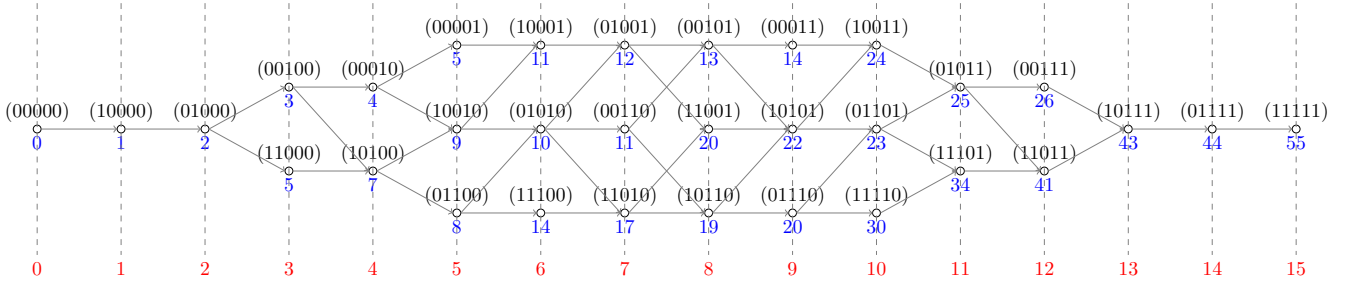 (00001) (10001) (01001) (00101) (00011) (10011)
5 11 12 13 14 24
(00100) (00010) (01011) (00111)
3 4 25 26
(00000) (10000) (01000) (10010) (01010) (00110) (11001) (10101) (01101) (10111) (01111) (11111)
0 1 2 9 10 11 20 22 23 43 44 55
(11000) (10100) (11101) (11011)
5 7 34 41
(01100) (11100) (11010) (10110) (01110) (11110)
8 14 17 19 20 30
0 1 2 3 4 5 6 7 8 9 10 11 12 13 14 15